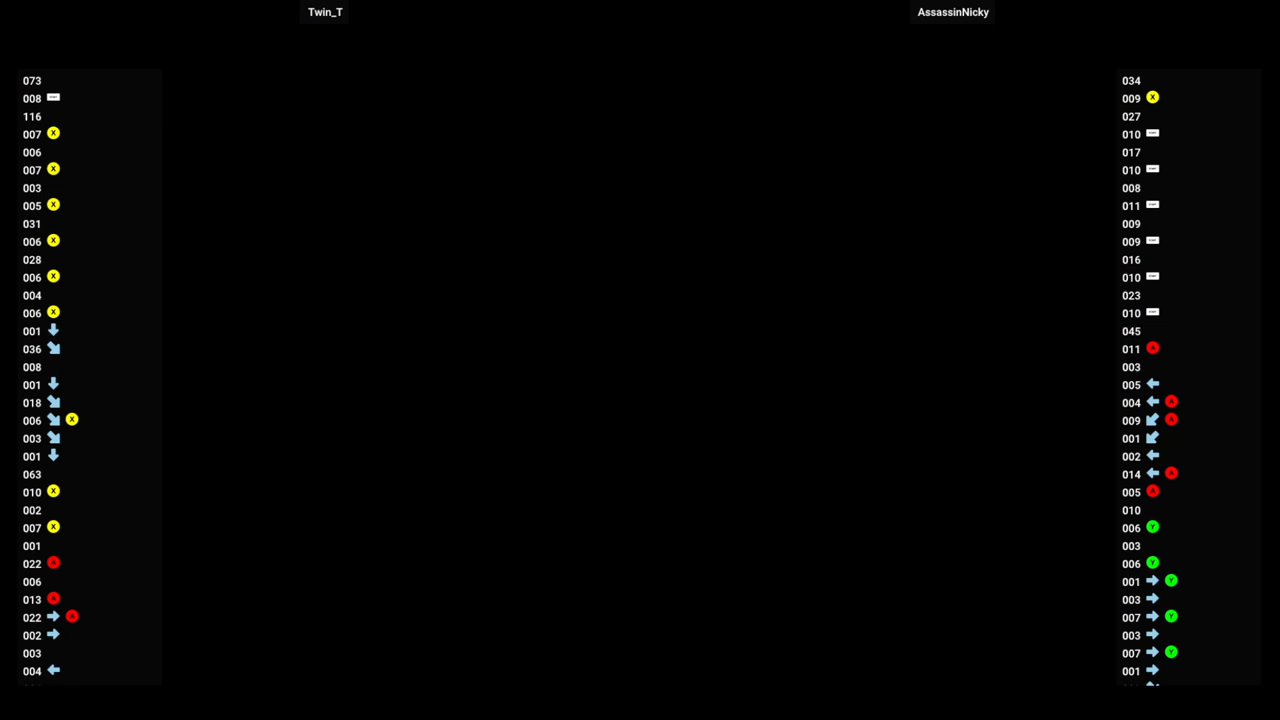 Twin_T
AssassinNicky
073
008
116
007 X
006
007 X
003
005 X
031
006 X
028
006 X
004
006 X
001
036
008
001
018
006 X
003
001
063
010 X
002
007 X
001
022 A
006
013 A
022 A
002
003
004
034
009 X
027
010
017
010
008
011
009
009
016
010
023
010
045
011 A
003
005
004 A
009 A
001
002
014 A
005 A
010
006 Y
003
006 Y
001 Y
003
007 Y
003
007 Y
001